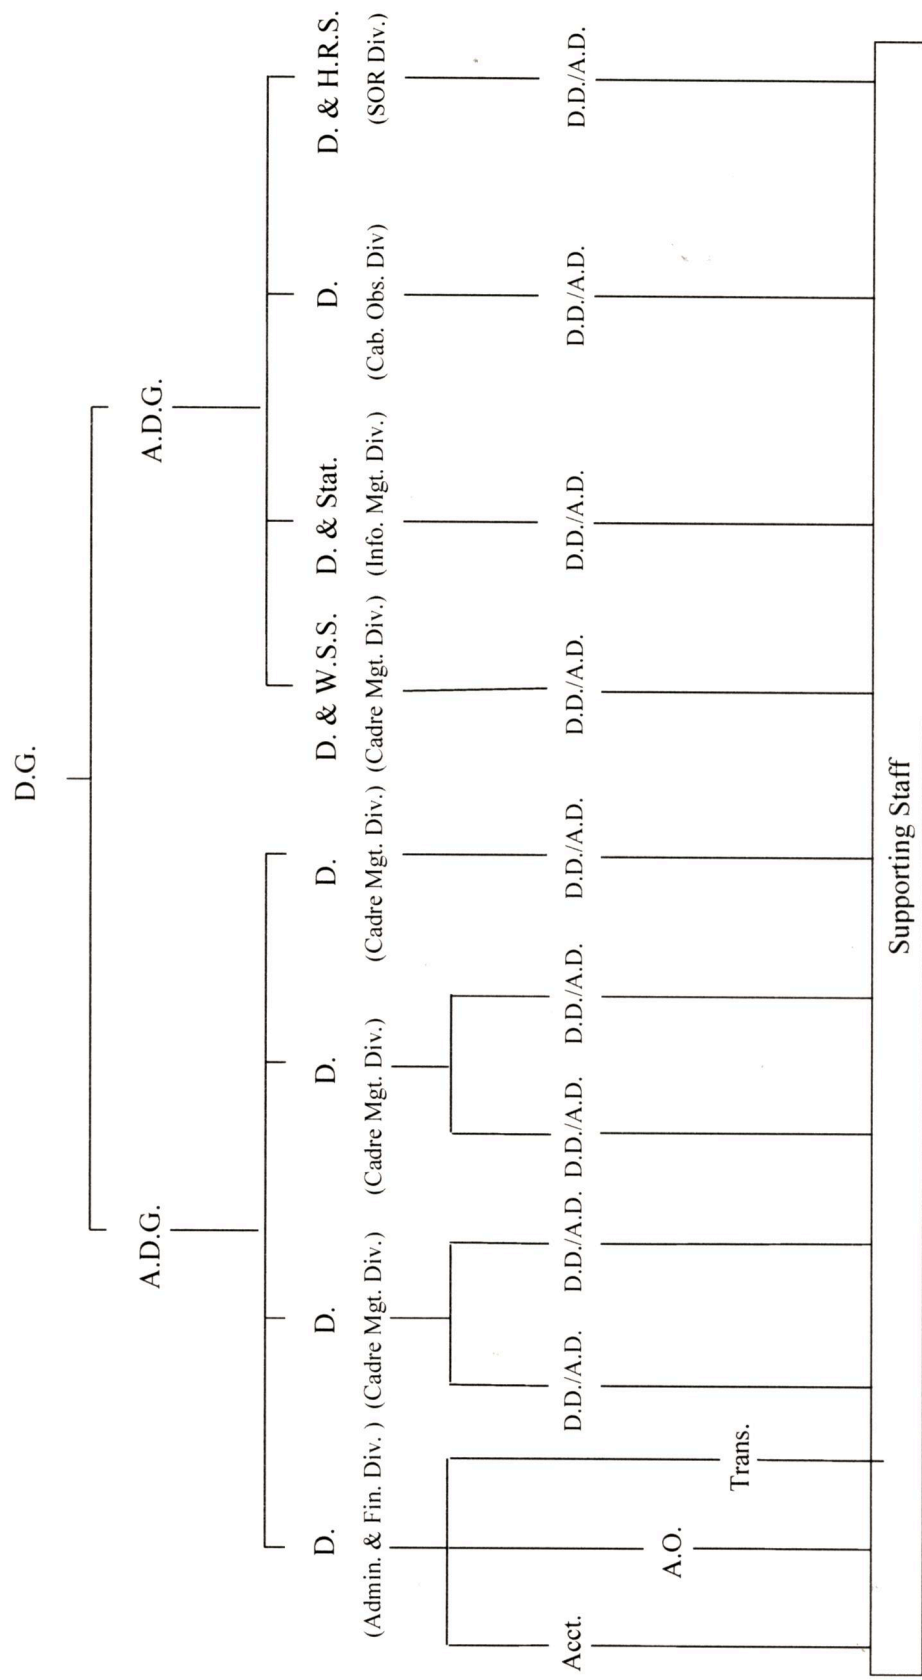 D.G.
A.D.G. A.D.G.
D. D. D. D. D. & W.S.S. D. & Stat. D. D. & H.R.S.
(Admin. & Fin. Div. ) (Cadre Mgt. Div.) (Cadre Mgt. Div.) (Cadre Mgt. Div.) (Cadre Mgt. Div.) (Info. Mgt. Div.) (Cab. Obs. Div) (SOR Div.)
Acct. D.D./A.D. D.D./A.D. D.D./A.D. D.D./A.D. D.D./A.D. D.D./A.D. D.D./A.D. D.D./A.D. D.D./A.D.
A.O.
Trans.
Supporting Staff